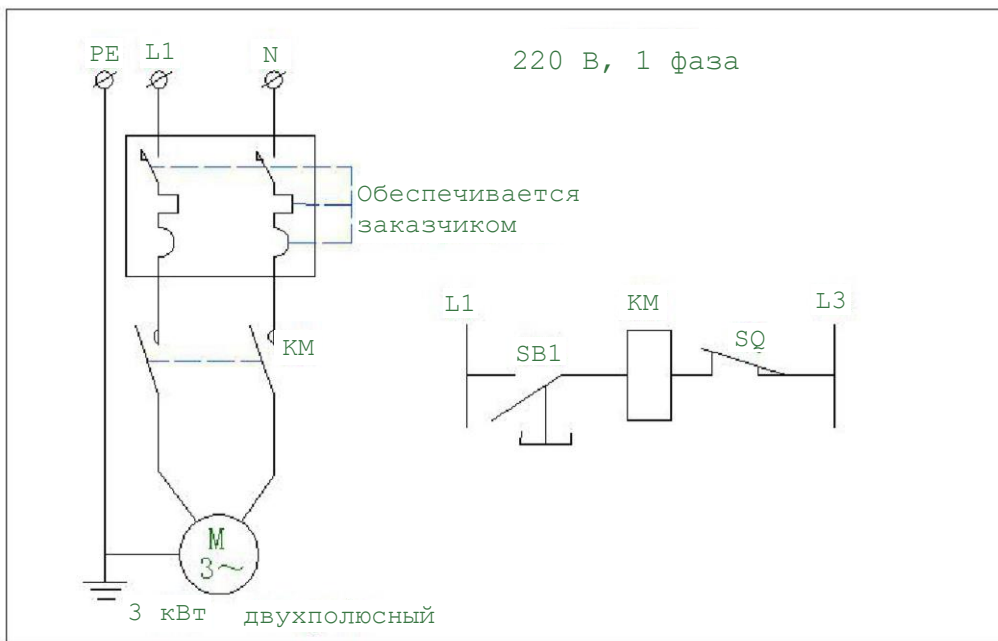 PE L1 N
220 В, 1 фаза
Обеспечивается
заказчиком
KM
L1 KM L3
SB1 SQ
M
3~
3 кВт двухполюсный